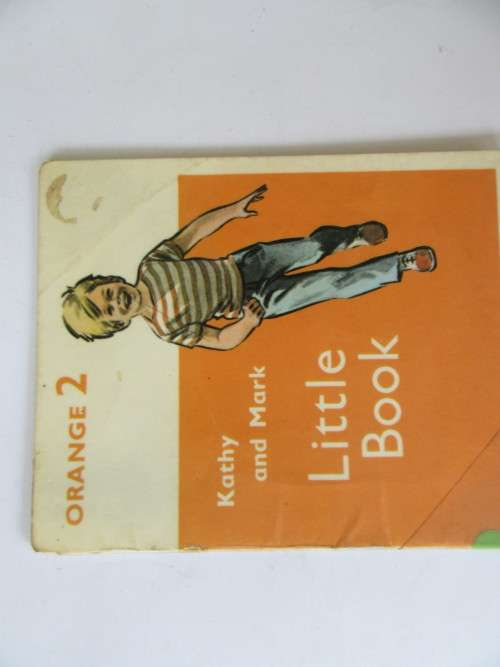 ORANGE 2
Kathy
and Mark
Little
Book